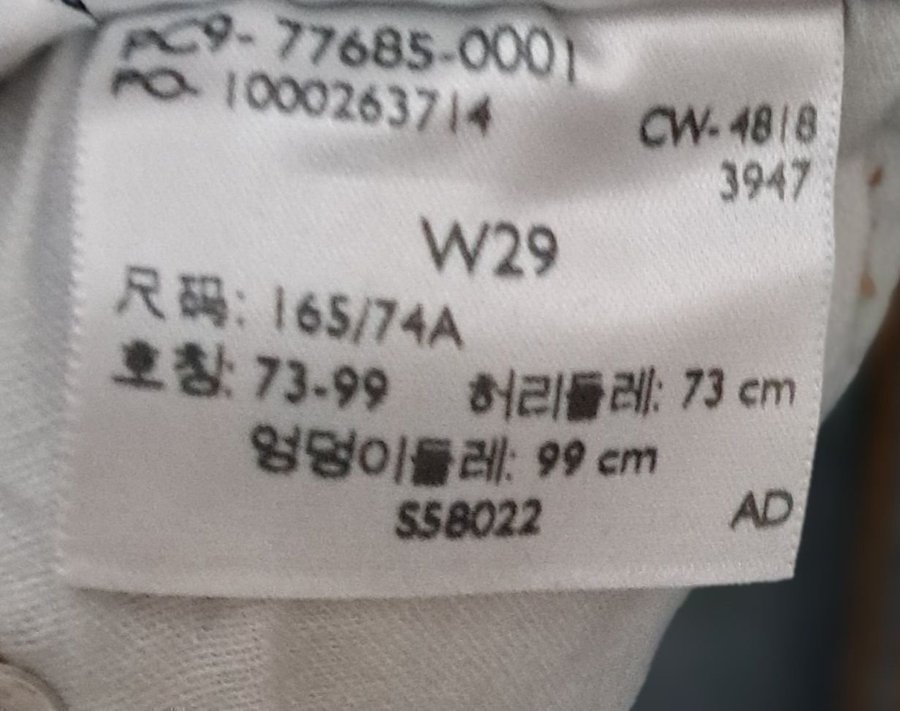 PC9-77685-0001
PO-1000263714
CW-4818
3947
W29
尺码: 165/74A
호칭: 73-99 허리둘레: 73 cm
엉덩이둘레: 99 cm
S58022
AD